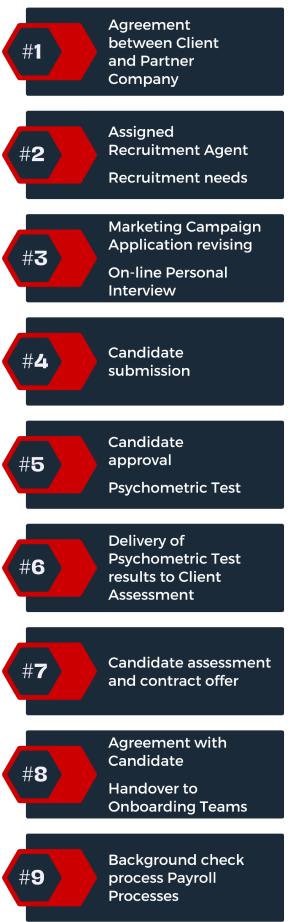 #1
Agreement
between Client
and Partner
Company
#2
Assigned
Recruitment Agent
Recruitment needs
#3
Marketing Campaign
Application revising
On-line Personal
Interview
#4
Candidate
submission
#5
Candidate
approval
Psychometric Test
#6
Delivery of
Psychometric Test
results to Client
Assessment
#7
Candidate assessment
and contract offer
#8
Agreement with
Candidate
Handover to
Onboarding Teams
#9
Background check
process Payroll
Processes